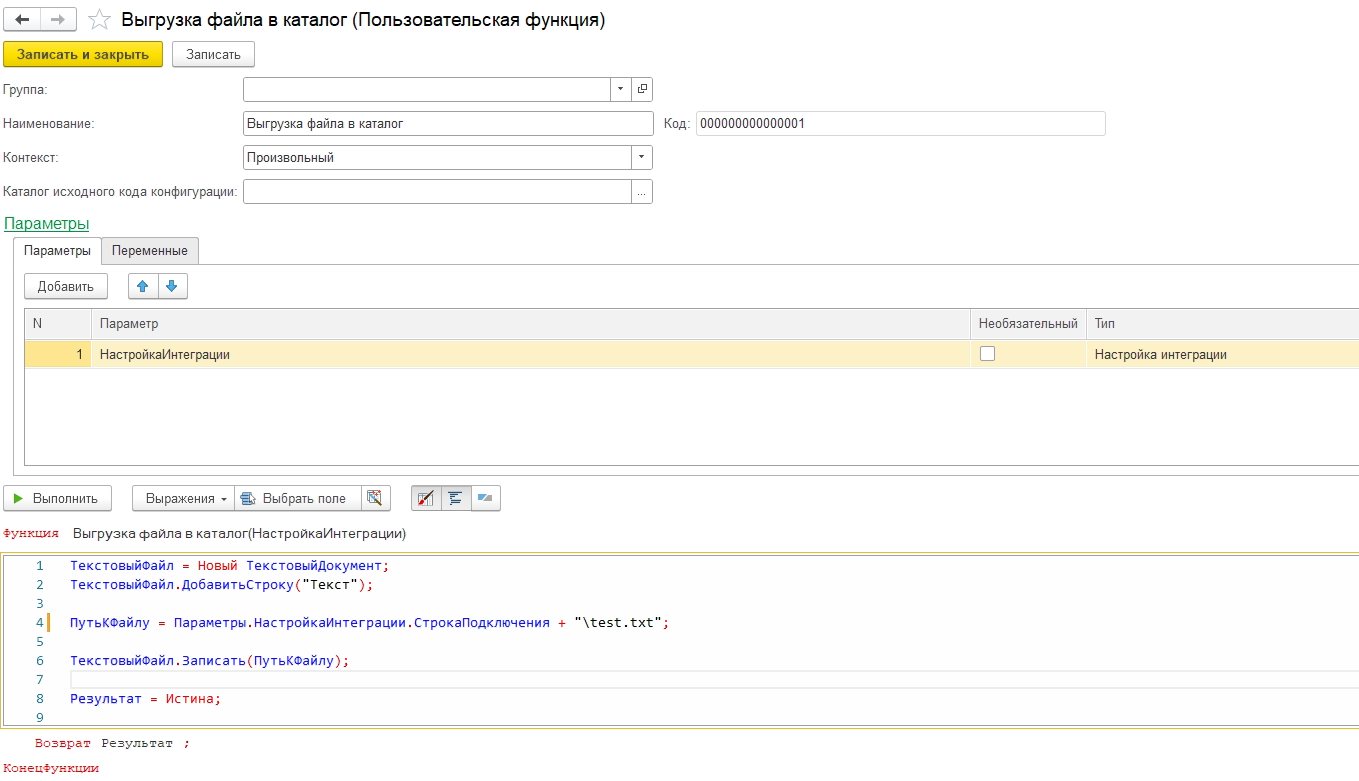 Выгрузка файла в каталог (Пользовательская функция)
Записать и закрыть Записать
Группа:
Наименование: Выгрузка файла в каталог Код: 000000000000001
Контекст: Произвольный
Каталог исходного кода конфигурации: ...
Параметры
Параметры Переменные
Добавить
N Параметр Необязательный Тип
1 НастройкаИнтеграции Настройка интеграции
Выполнить Выражения Выбрать поле
Функция Выгрузка файла в каталог(НастройкаИнтеграции)
1 ТекстовыйФайл = Новый ТекстовыйДокумент;
2 ТекстовыйФайл.ДобавитьСтроку("Текст");
3
4 ПутьКФайлу = Параметры.НастройкаИнтеграции.СтрокаПодключения + "\test.txt";
5
6 ТекстовыйФайл.Записать(ПутьКФайлу);
7
8 Результат = Истина;
9
Возврат Результат ;
КонецФункции